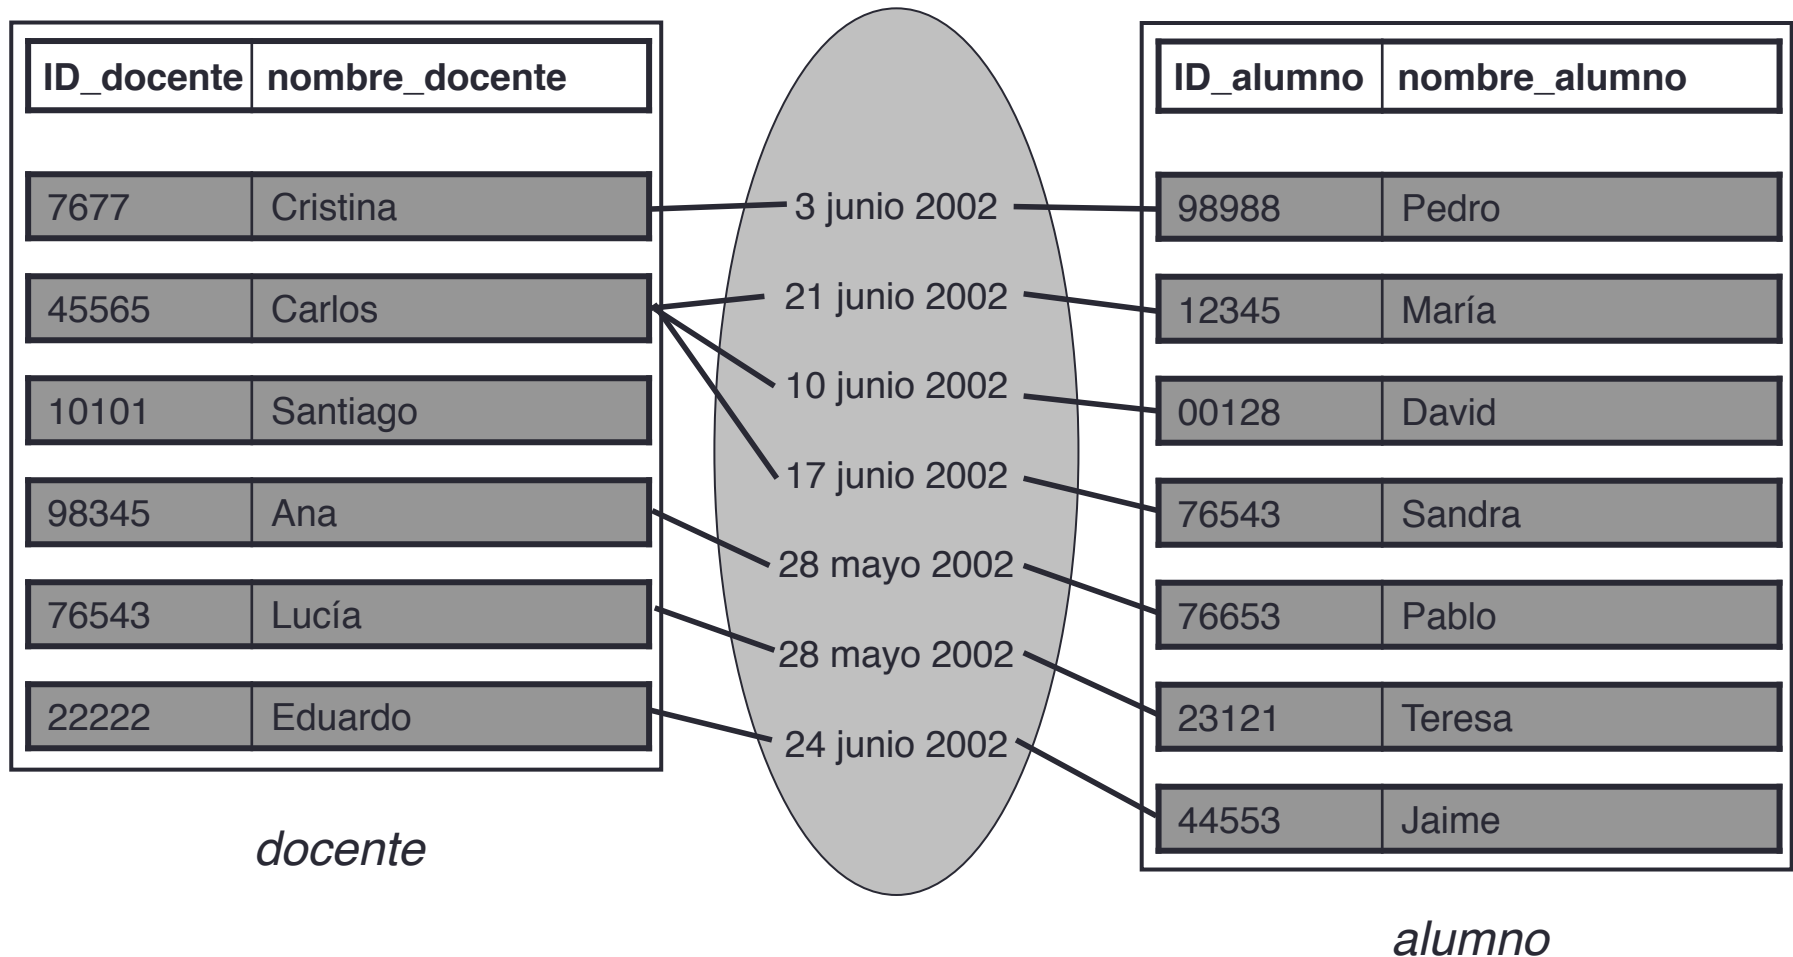 ID_docente nombre_docente
7677 Cristina
45565 Carlos
10101 Santiago
98345 Ana
76543 Lucía
22222 Eduardo
docente
3 junio 2002
21 junio 2002
10 junio 2002
17 junio 2002
28 mayo 2002
28 mayo 2002
24 junio 2002
ID_alumno nombre_alumno
98988 Pedro
12345 María
00128 David
76543 Sandra
76653 Pablo
23121 Teresa
44553 Jaime
alumno